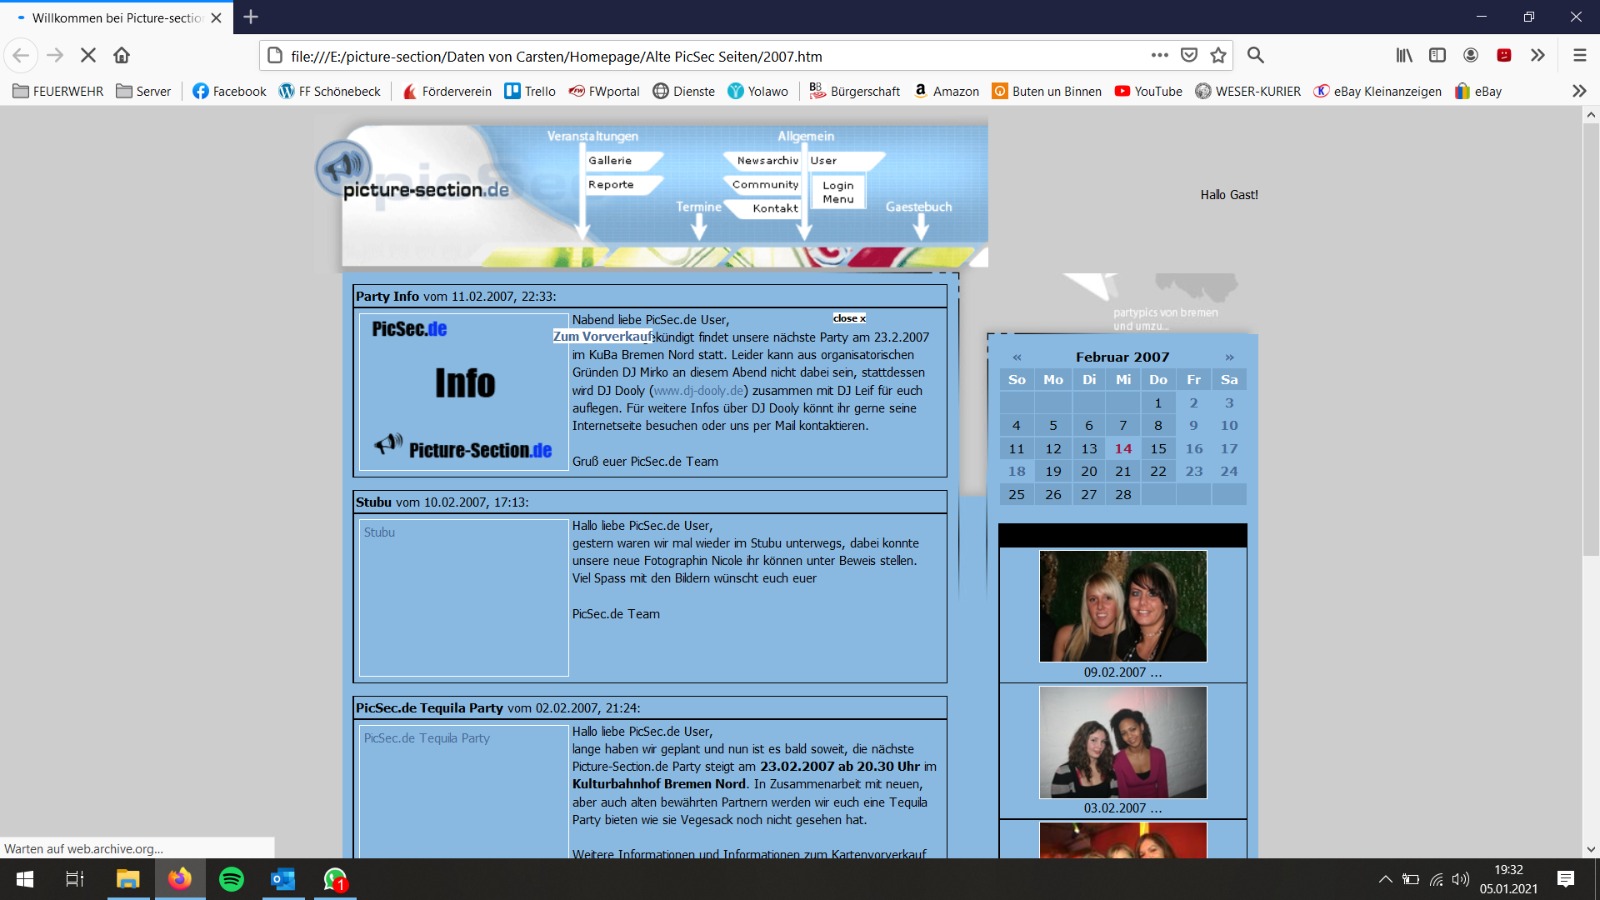 Willkommen bei Picture-sectio
file:///E:/picture-section/Daten von Carsten/Homepage/Alte PicSec Seiten/2007.htm
FEUERWEHR Server Facebook FF Schönebeck Förderverein Trello FWportal Dienste Yolawo Bürgerschaft Amazon Buten un Binnen YouTube WESER-KURIER eBay Kleinanzeigen eBay
Veranstaltungen Allgemein
Gallerie Newsarchiv User
Reporte Community Login
Menu
Termine Kontakt Gaestebuch
picture-section.de
Hallo Gast!
partypics von bremen
und umzu...
Party Info vom 11.02.2007, 22:33:
PicSec.de
Info
Picture-Section.de
Nabend liebe PicSec.de User,
close x
Zum Vorverkauf
kündigt findet unsere nächste Party am 23.2.2007
im KuBa Bremen Nord statt. Leider kann aus organisatorischen
Gründen DJ Mirko an diesem Abend nicht dabei sein, stattdessen
wird DJ Dooly (www.dj-dooly.de) zusammen mit DJ Leif für euch
auflegen. Für weitere Infos über DJ Dooly könnt ihr gerne seine
Internetseite besuchen oder uns per Mail kontaktieren.
Gruß euer PicSec.de Team
Stubu vom 10.02.2007, 17:13:
Stubu
Hallo liebe PicSec.de User,
gestern waren wir mal wieder im Stubu unterwegs, dabei konnte
unsere neue Fotographin Nicole ihr können unter Beweis stellen.
Viel Spass mit den Bildern wünscht euch euer
PicSec.de Team
PicSec.de Tequila Party vom 02.02.2007, 21:24:
PicSec.de Tequila Party
Hallo liebe PicSec.de User,
lange haben wir geplant und nun ist es bald soweit, die nächste
Picture-Section.de Party steigt am 23.02.2007 ab 20.30 Uhr im
Kulturbahnhof Bremen Nord. In Zusammenarbeit mit neuen,
aber auch alten bewährten Partnern werden wir euch eine Tequila
Party bieten wie sie Vegesack noch nicht gesehen hat.
Weitere Informationen und Informationen zum Kartenvorverkauf
« Februar 2007 »
So Mo Di Mi Do Fr Sa
1 2 3
4 5 6 7 8 9 10
11 12 13 14 15 16 17
18 19 20 21 22 23 24
25 26 27 28
09.02.2007 ...
03.02.2007 ...
Warten auf web.archive.org...
1
19:32
05.01.2021